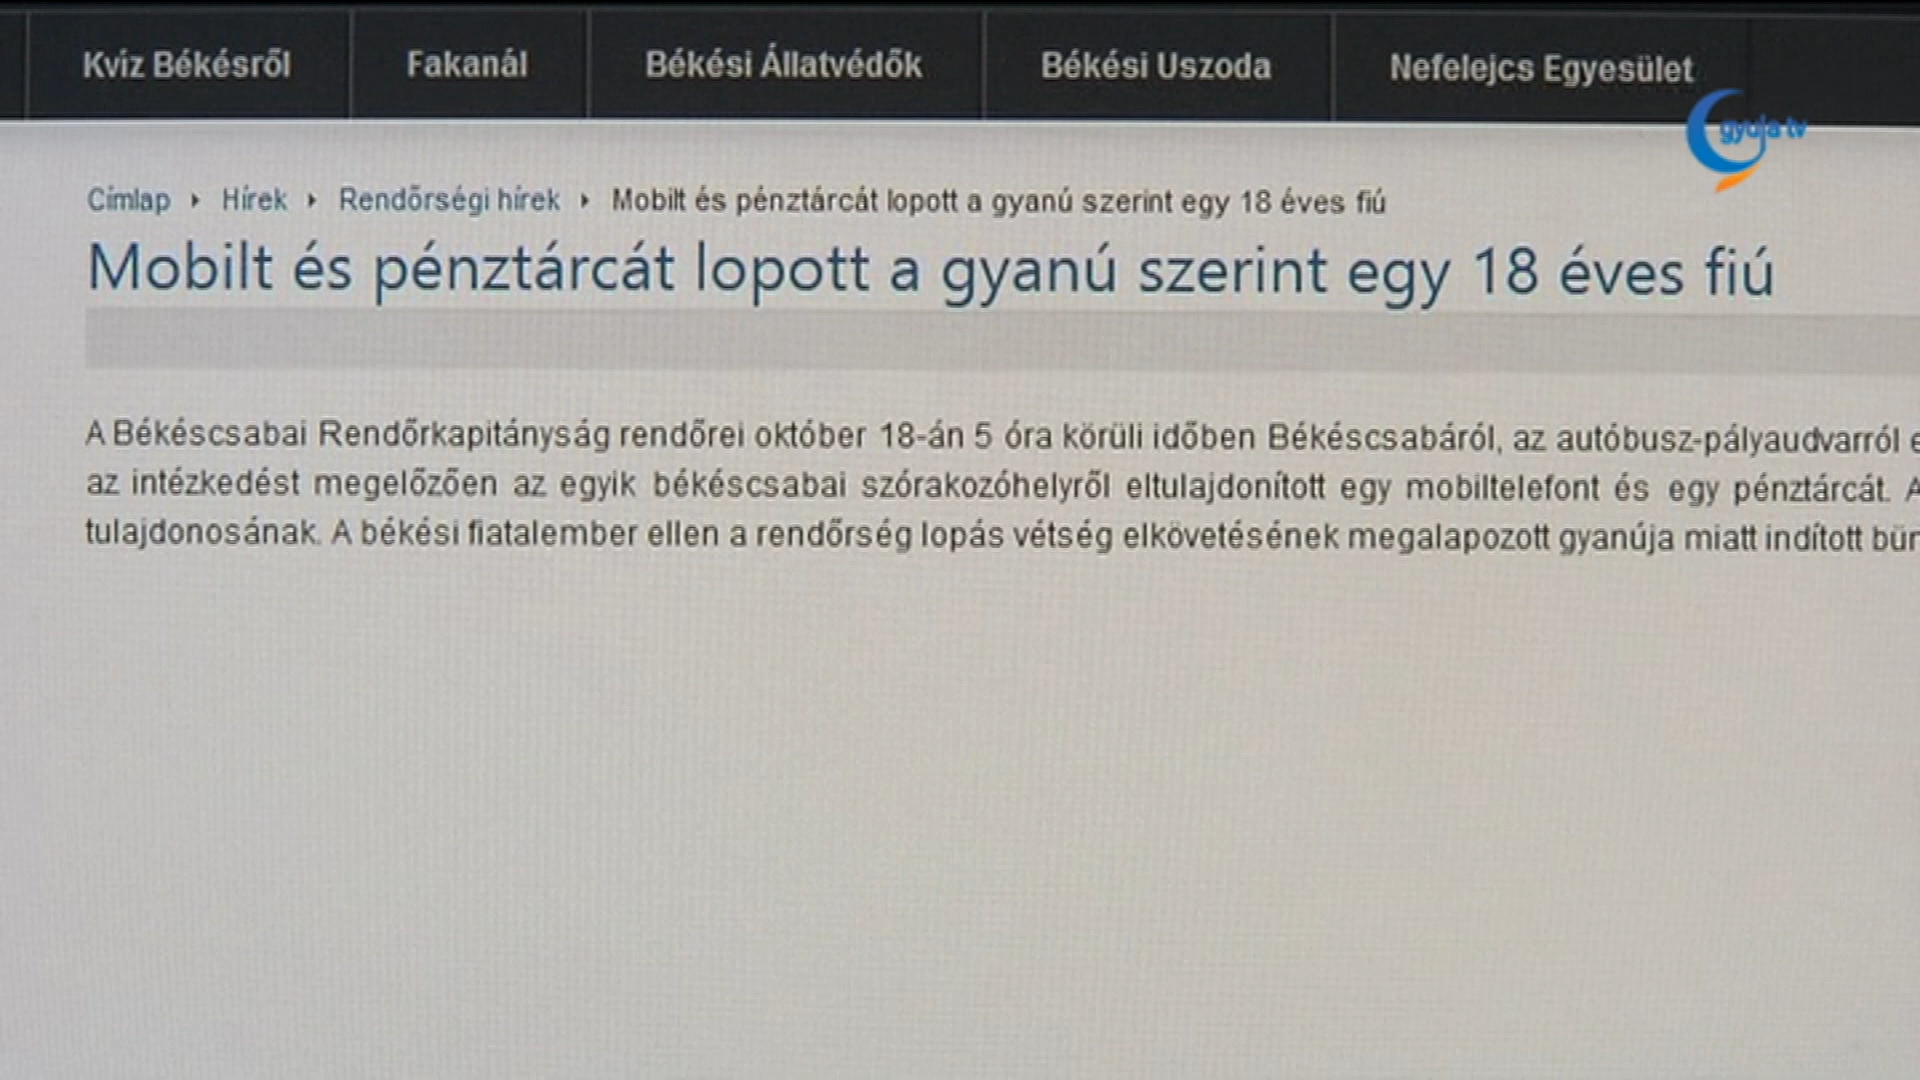 Kvíz Békésről Fakanál Békési Állatvédők Békési Uszoda Nefelejcs Egyesület
gyula tv
Címlap Hírek Rendőrségi hírek Mobilt és pénztárcát lopott a gyanú szerint egy 18 éves fiú
Mobilt és pénztárcát lopott a gyanú szerint egy 18 éves fiú
A Békéscsabai Rendőrkapitányság rendőrei október 18-án 5 óra körüli időben Békéscsabáról, az autóbusz-pályaudvarról
az intézkedést megelőzően az egyik békéscsabai szórakozóhelyről eltulajdonított egy mobiltelefont és egy pénztárcát. A
tulajdonosának. A békési fiatalember ellen a rendőrség lopás vétség elkövetésének megalapozott gyanúja miatt indított